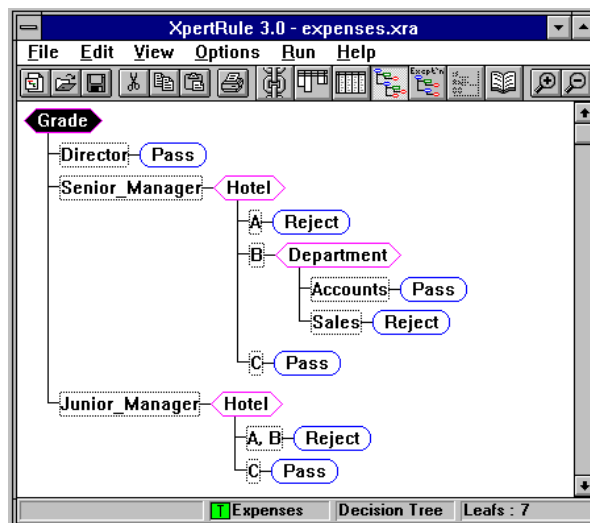 XpertRule 3.0 - expenses.xra
File Edit View Options Run Help
Except'n
Grade
Director Pass
Senior_Manager Hotel
A Reject
B Department
Accounts Pass
Sales Reject
C Pass
Junior_Manager Hotel
A, B Reject
C Pass
T Expenses Decision Tree Leafs : 7